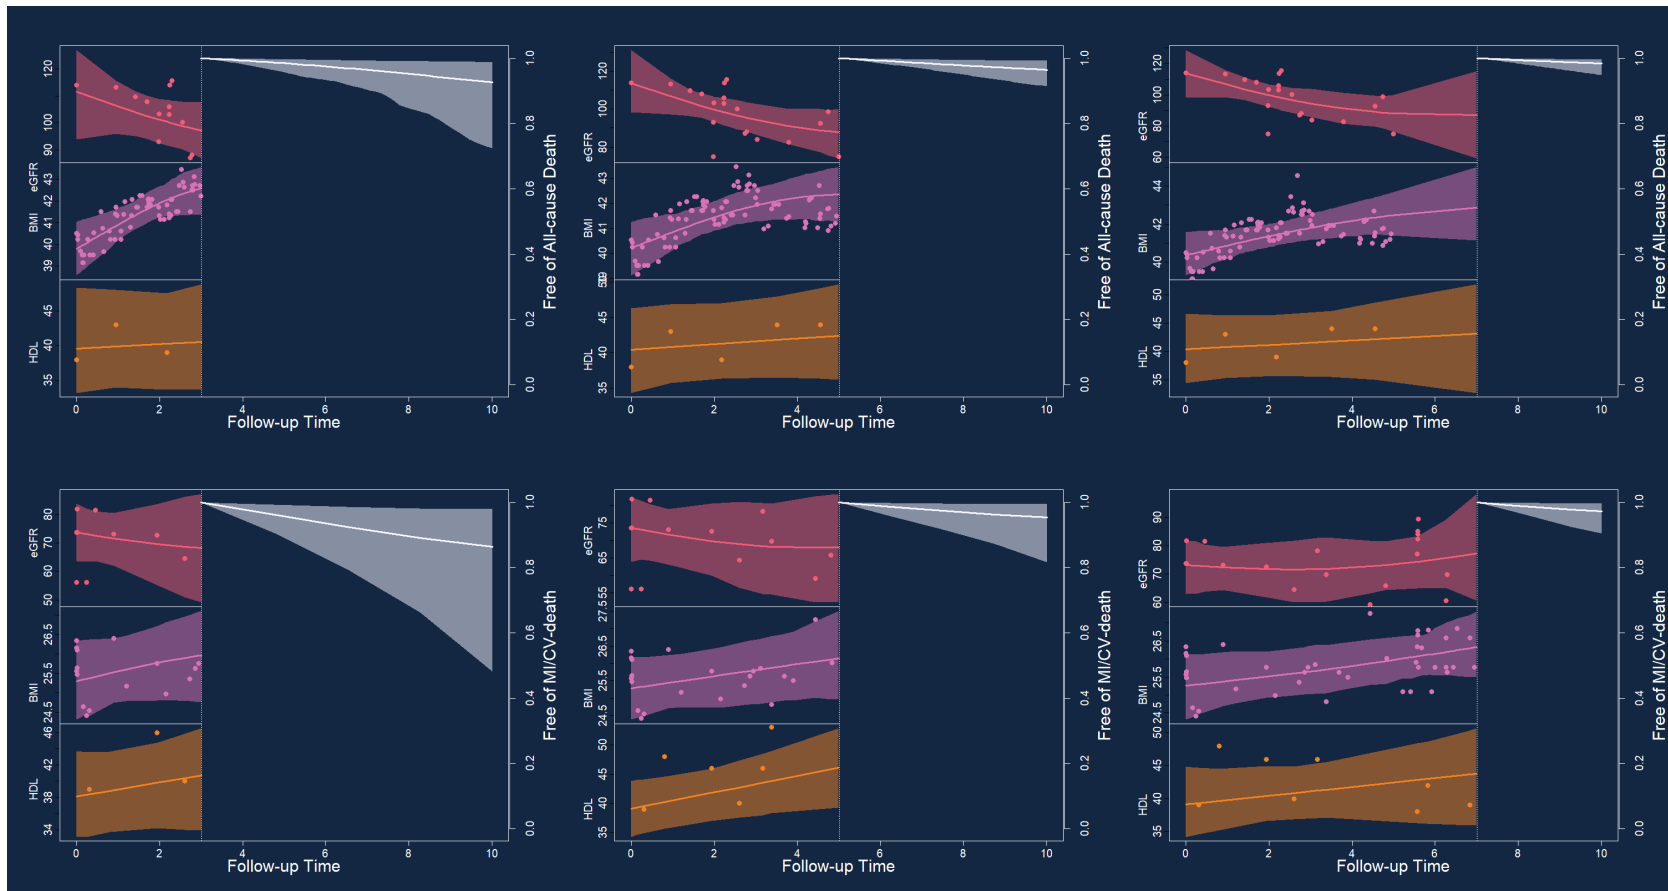 eGFR
90 100 120
BMI
39 40 41 42 43
HDL
35 40 45
0 2 4 6 8 10
Follow-up Time
0.0 0.2 0.4 0.6 0.8 1.0
Free of All-cause Death
eGFR
80 100 120
BMI
39 40 41 42 43
HDL
35 40 45 50
0 2 4 6 8 10
Follow-up Time
0.0 0.2 0.4 0.6 0.8 1.0
Free of All-cause Death
eGFR
60 80 90 100 110 120 130
BMI
40 42 44
HDL
35 40 45 50
0 2 4 6 8 10
Follow-up Time
0.0 0.2 0.4 0.6 0.8 1.0
Free of All-cause Death
eGFR
50 60 70 80
BMI
24.5 25.5 26.5
HDL
34 38 42 46
0 2 4 6 8 10
Follow-up Time
0.0 0.2 0.4 0.6 0.8 1.0
Free of MI/CV-death
eGFR
55 65 75
BMI
24.5 25.5 26.5 27.5
HDL
35 40 45 50
0 2 4 6 8 10
Follow-up Time
0.0 0.2 0.4 0.6 0.8 1.0
Free of MI/CV-death
eGFR
60 70 80 90
BMI
24.5 25.5 26.5
HDL
35 40 45 50
0 2 4 6 8 10
Follow-up Time
0.0 0.2 0.4 0.6 0.8 1.0
Free of MI/CV-death